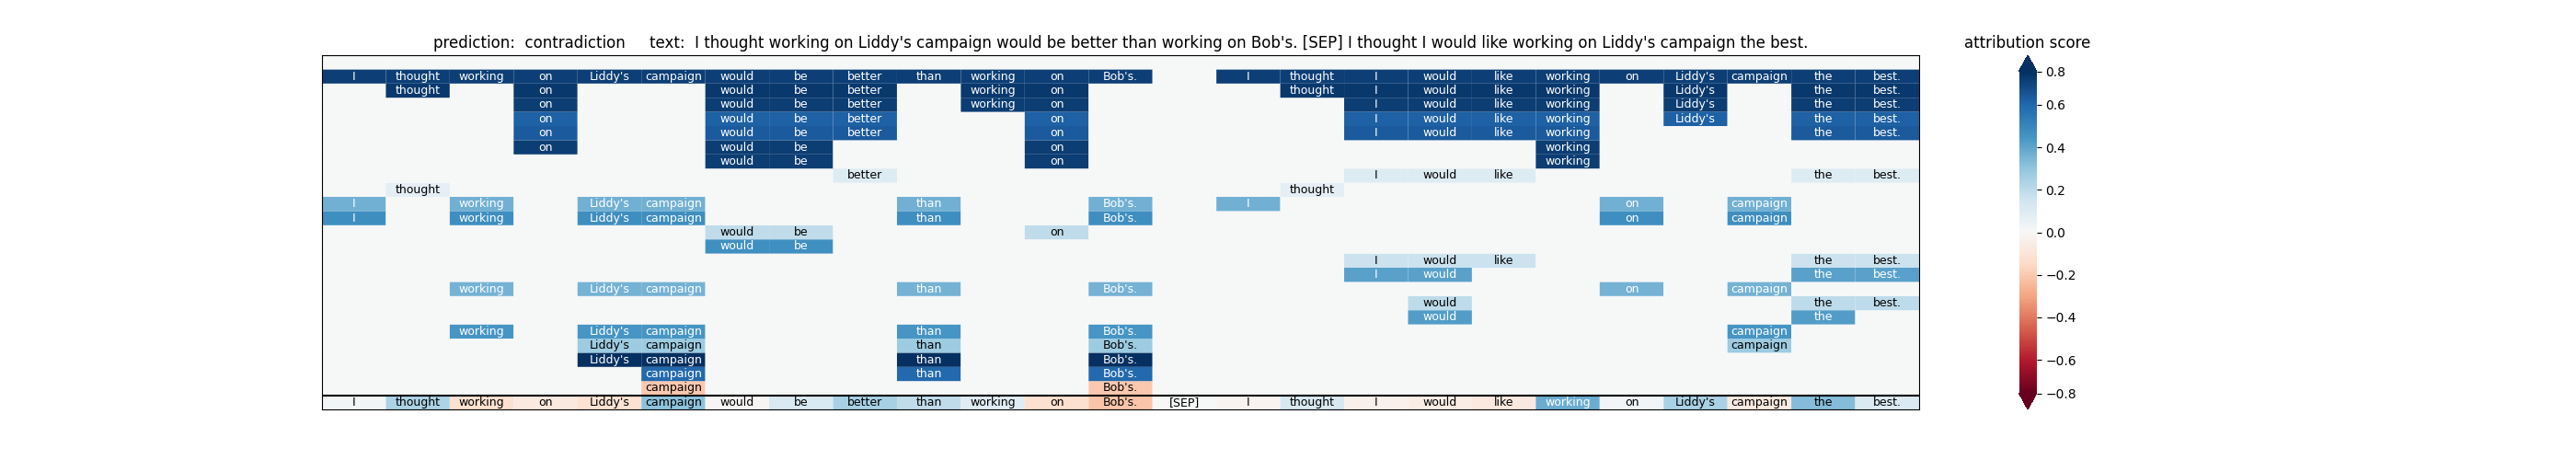 prediction:  contradiction     text:  I thought working on Liddy's campaign would be better than working on Bob's. [SEP] I thought I would like working on Liddy's campaign the best.
attribution score
I thought working on Liddy's campaign would be better than working on Bob's. I thought I would like working on Liddy's campaign the best.
thought on would be better working on thought I would like working Liddy's the best.
on would be better working on I would like working Liddy's the best.
on would be better on I would like working Liddy's the best.
on would be better on I would like working the best.
on would be on working
would be on working
better I would like the best.
thought thought
I working Liddy's campaign than Bob's. I on campaign
I working Liddy's campaign than Bob's. on campaign
would be on
would be
I would like the best.
I would the best.
working Liddy's campaign than Bob's. on campaign
would the best.
would the
working Liddy's campaign than Bob's. campaign
Liddy's campaign than Bob's. campaign
Liddy's campaign than Bob's.
campaign than Bob's.
campaign Bob's.
I thought working on Liddy's campaign would be better than working on Bob's. [SEP] I thought I would like working on Liddy's campaign the best.
0.8
0.6
0.4
0.2
0.0
−0.2
−0.4
−0.6
−0.8